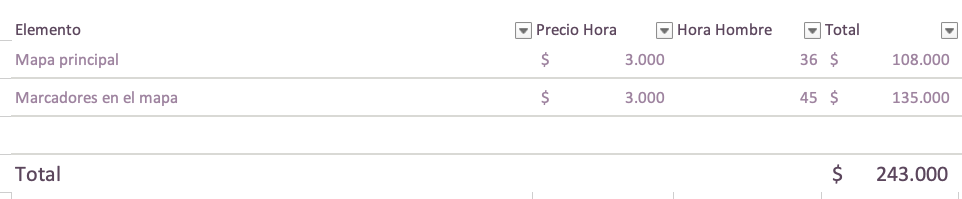 Elemento Precio Hora Hora Hombre Total
Mapa principal $ 3.000 36 $ 108.000
Marcadores en el mapa $ 3.000 45 $ 135.000
Total $ 243.000